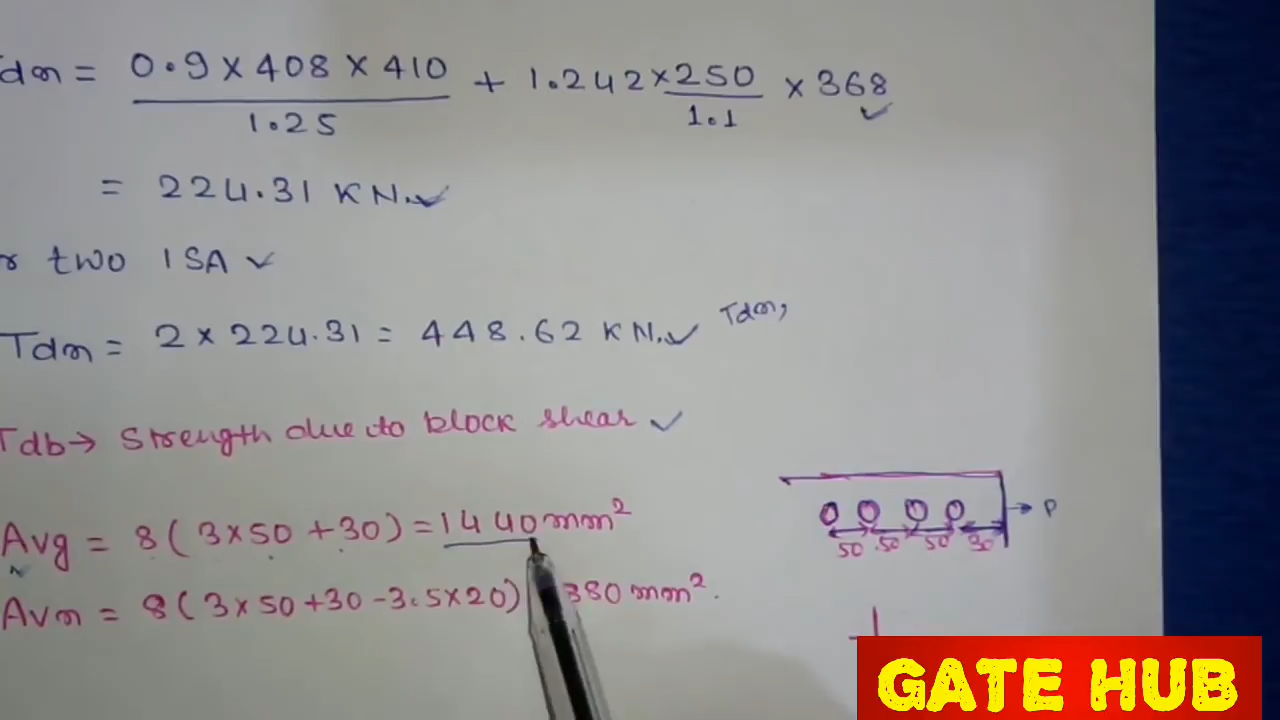 Tdn = 0.9 × 408 × 410 / 1.25 + 1.242 × 250 / 1.1 × 368
= 224.31 KN.
two ISA
Tdn = 2 × 224.31 = 448.62 KN. Tdn,
Tdb → Strength due to block shear
Avg = 8 ( 3×50 +30) = 1440 mm²
Avn = 8 ( 3×50 +30 -3.5×20) 380 mm².
P
50 50 50 30
GATE HUB